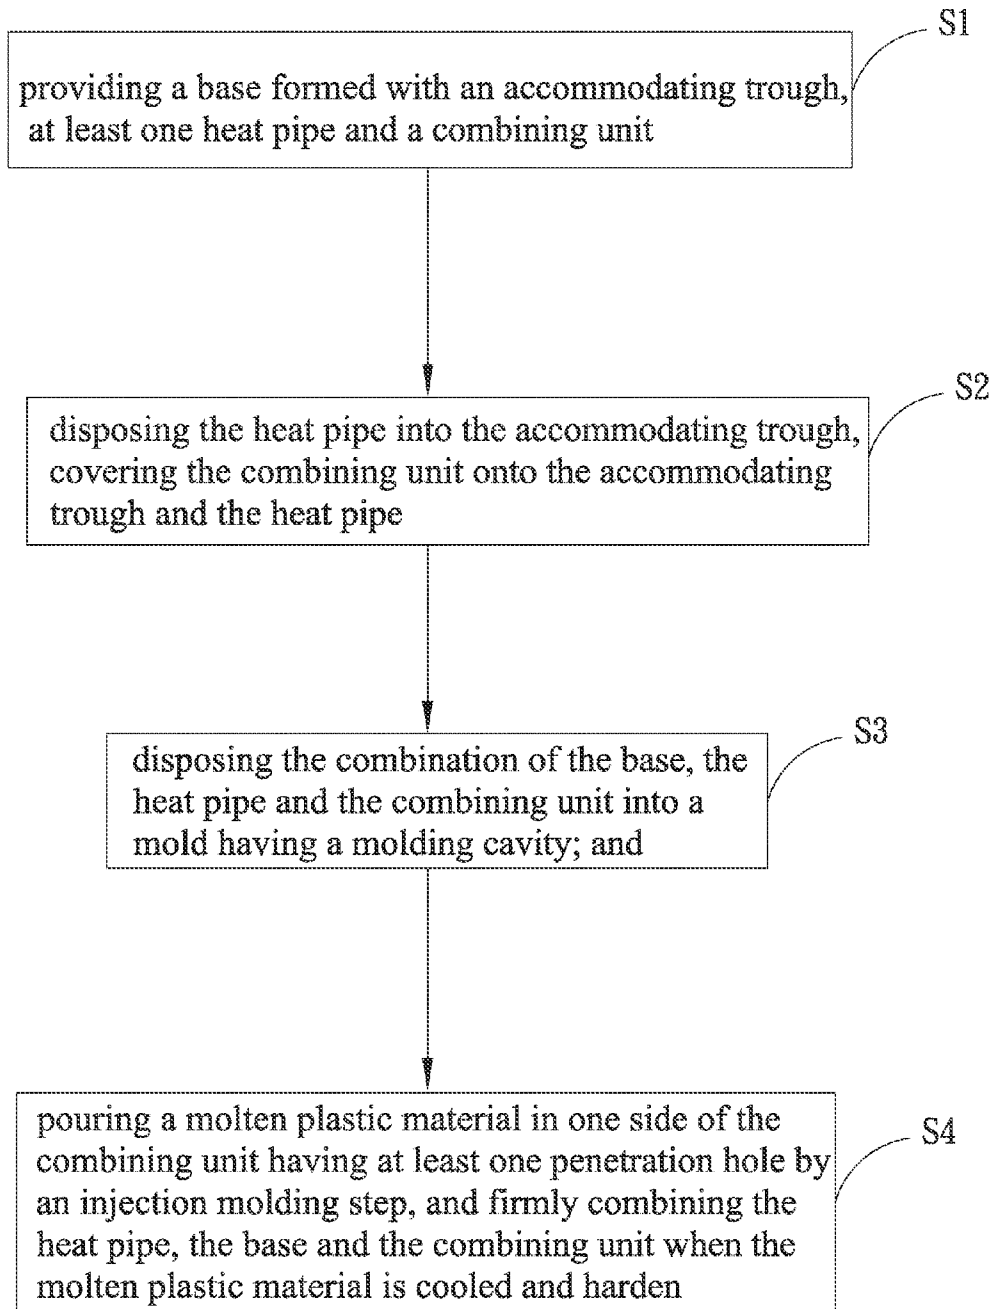 S1
providing a base formed with an accommodating trough,
at least one heat pipe and a combining unit
S2
disposing the heat pipe into the accommodating trough,
covering the combining unit onto the accommodating
trough and the heat pipe
S3
disposing the combination of the base, the
heat pipe and the combining unit into a
mold having a molding cavity; and
S4
pouring a molten plastic material in one side of the
combining unit having at least one penetration hole by
an injection molding step, and firmly combining the
heat pipe, the base and the combining unit when the
molten plastic material is cooled and harden